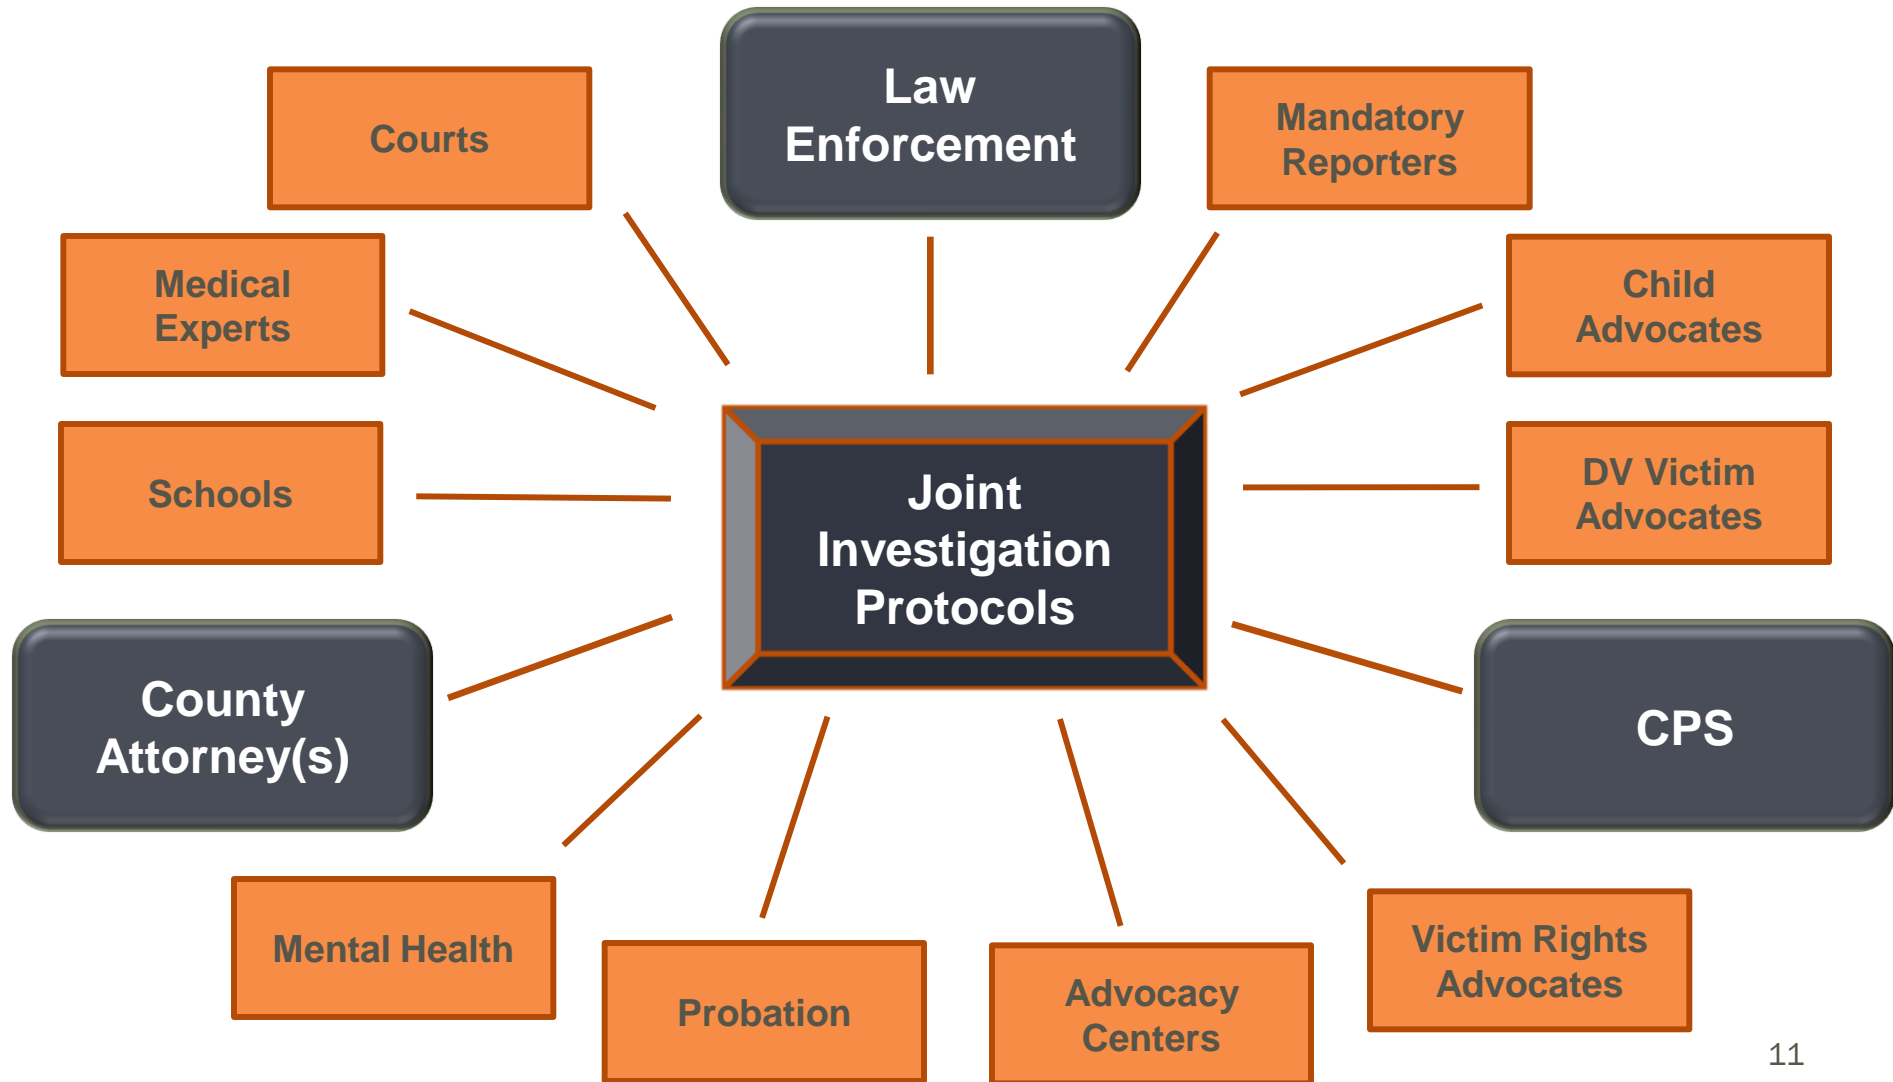 Law
Enforcement
Courts
Mandatory
Reporters
Medical
Experts
Child
Advocates
Schools
Joint
Investigation
Protocols
DV Victim
Advocates
County
Attorney(s)
CPS
Mental Health
Probation
Advocacy
Centers
Victim Rights
Advocates
11